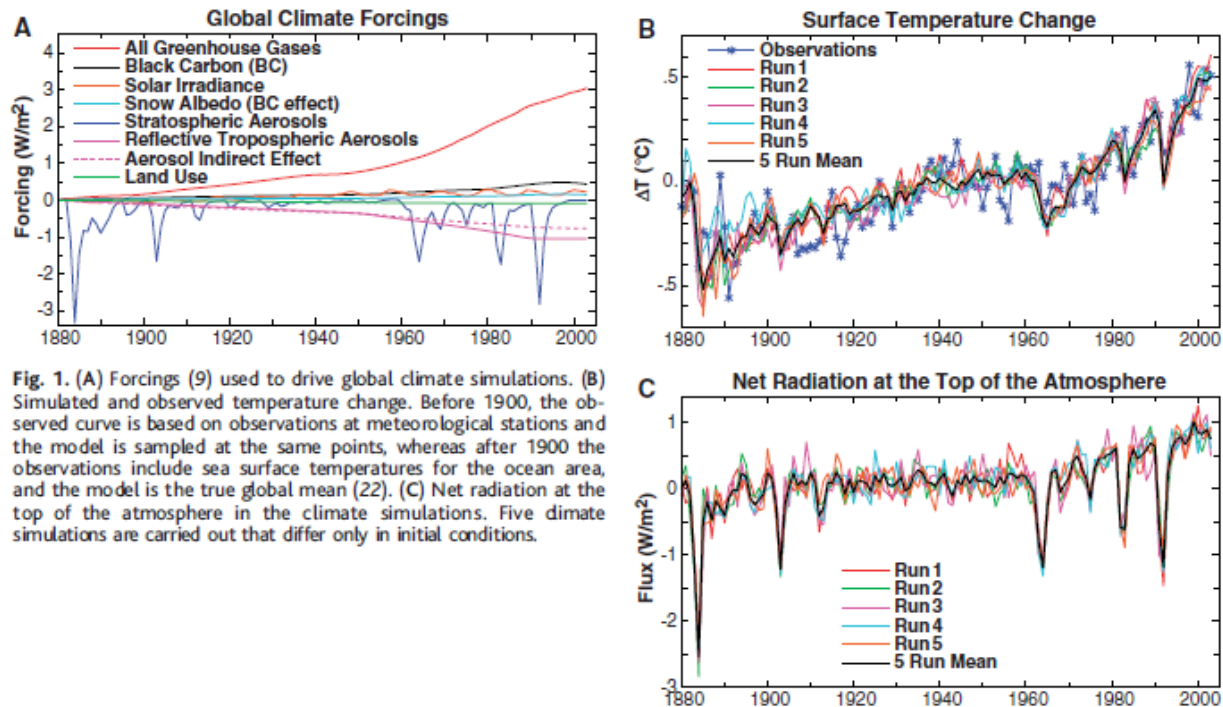 A
Global Climate Forcings
4
3
2
1
0
-1
-2
-3
Forcing (W/m²)
All Greenhouse Gases
Black Carbon (BC)
Solar Irradiance
Snow Albedo (BC effect)
Stratospheric Aerosols
Reflective Tropospheric Aerosols
Aerosol Indirect Effect
Land Use
1880 1900 1920 1940 1960 1980 2000
Fig. 1. (A) Forcings (9) used to drive global climate simulations. (B)
Simulated and observed temperature change. Before 1900, the ob-
served curve is based on observations at meteorological stations and
the model is sampled at the same points, whereas after 1900 the
observations include sea surface temperatures for the ocean area,
and the model is the true global mean (22). (C) Net radiation at the
top of the atmosphere in the climate simulations. Five climate
simulations are carried out that differ only in initial conditions.
B
Surface Temperature Change
.5
0.
-.5
ΔT (°C)
Observations
Run 1
Run 2
Run 3
Run 4
Run 5
5 Run Mean
1880 1900 1920 1940 1960 1980 2000
C
Net Radiation at the Top of the Atmosphere
1
0
-1
-2
-3
Flux (W/m²)
Run 1
Run 2
Run 3
Run 4
Run 5
5 Run Mean
1880 1900 1920 1940 1960 1980 2000